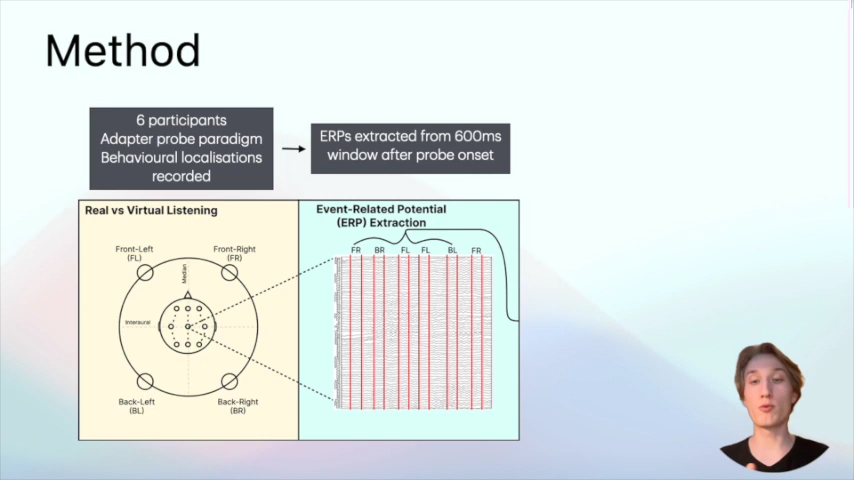 Method
6 participants
Adapter probe paradigm
Behavioural localisations
recorded
ERPs extracted from 600ms
window after probe onset
Real vs Virtual Listening
Front-Left
(FL)
Front-Right
(FR)
Median
Interaural
Back-Left
(BL)
Back-Right
(BR)
Event-Related Potential
(ERP) Extraction
FR BR FL FL BL FR